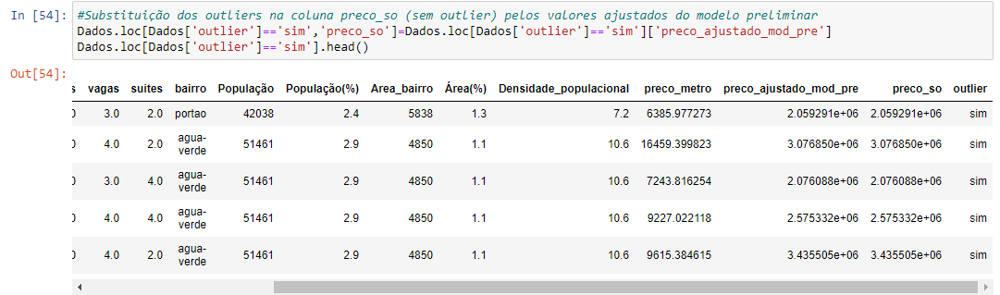 In [54]: #Substituição dos outliers na coluna preco_so (sem outlier) pelos valores ajustados do modelo preliminar
Dados.loc[Dados['outlier']=='sim','preco_so']=Dados.loc[Dados['outlier']=='sim']['preco_ajustado_mod_pre']
Dados.loc[Dados['outlier']=='sim'].head()
Out[54]:
s vagas suites bairro População População(%) Area_bairro Área(%) Densidade_populacional preco_metro preco_ajustado_mod_pre preco_so outlier
0 3.0 2.0 portao 42038 2.4 5838 1.3 7.2 6385.977273 2.059291e+06 2.059291e+06 sim
0 4.0 2.0 agua-verde 51461 2.9 4850 1.1 10.6 16459.399823 3.076850e+06 3.076850e+06 sim
0 3.0 4.0 agua-verde 51461 2.9 4850 1.1 10.6 7243.816254 2.076088e+06 2.076088e+06 sim
0 4.0 4.0 agua-verde 51461 2.9 4850 1.1 10.6 9227.022118 2.575332e+06 2.575332e+06 sim
0 4.0 2.0 agua-verde 51461 2.9 4850 1.1 10.6 9615.384615 3.435505e+06 3.435505e+06 sim